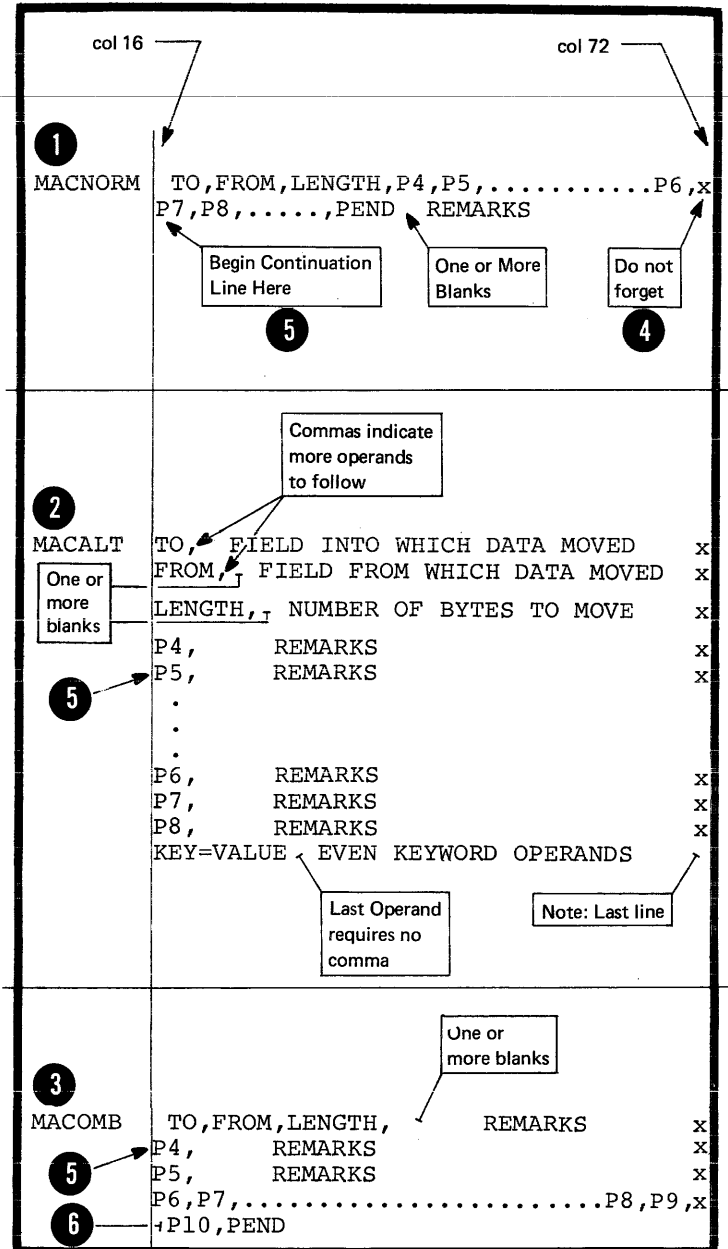 col 16 col 72
1
MACNORM TO,FROM,LENGTH,P4,P5,...........P6,x
P7,P8,.....,PEND REMARKS
Begin Continuation
Line Here
One or More
Blanks
Do not
forget
5
4
Commas indicate
more operands
to follow
2
MACALT TO, FIELD INTO WHICH DATA MOVED x
FROM, FIELD FROM WHICH DATA MOVED x
One or
more
blanks
LENGTH, NUMBER OF BYTES TO MOVE x
P4, REMARKS x
5
P5, REMARKS x
.
.
.
P6, REMARKS x
P7, REMARKS x
P8, REMARKS x
KEY=VALUE EVEN KEYWORD OPERANDS
Last Operand
requires no
comma
Note: Last line
One or
more blanks
3
MACOMB TO,FROM,LENGTH, REMARKS x
P4, REMARKS x
5
P5, REMARKS x
P6,P7,.........................P8,P9,x
6
P10,PEND